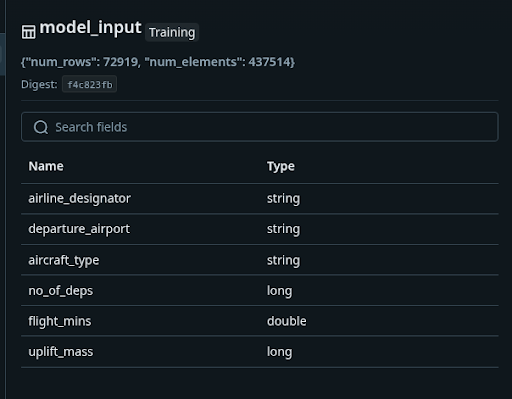 model_input Training
{"num_rows": 72919, "num_elements": 437514}
Digest: f4c823fb
Search fields
Name Type
airline_designator string
departure_airport string
aircraft_type string
no_of_deps long
flight_mins double
uplift_mass long